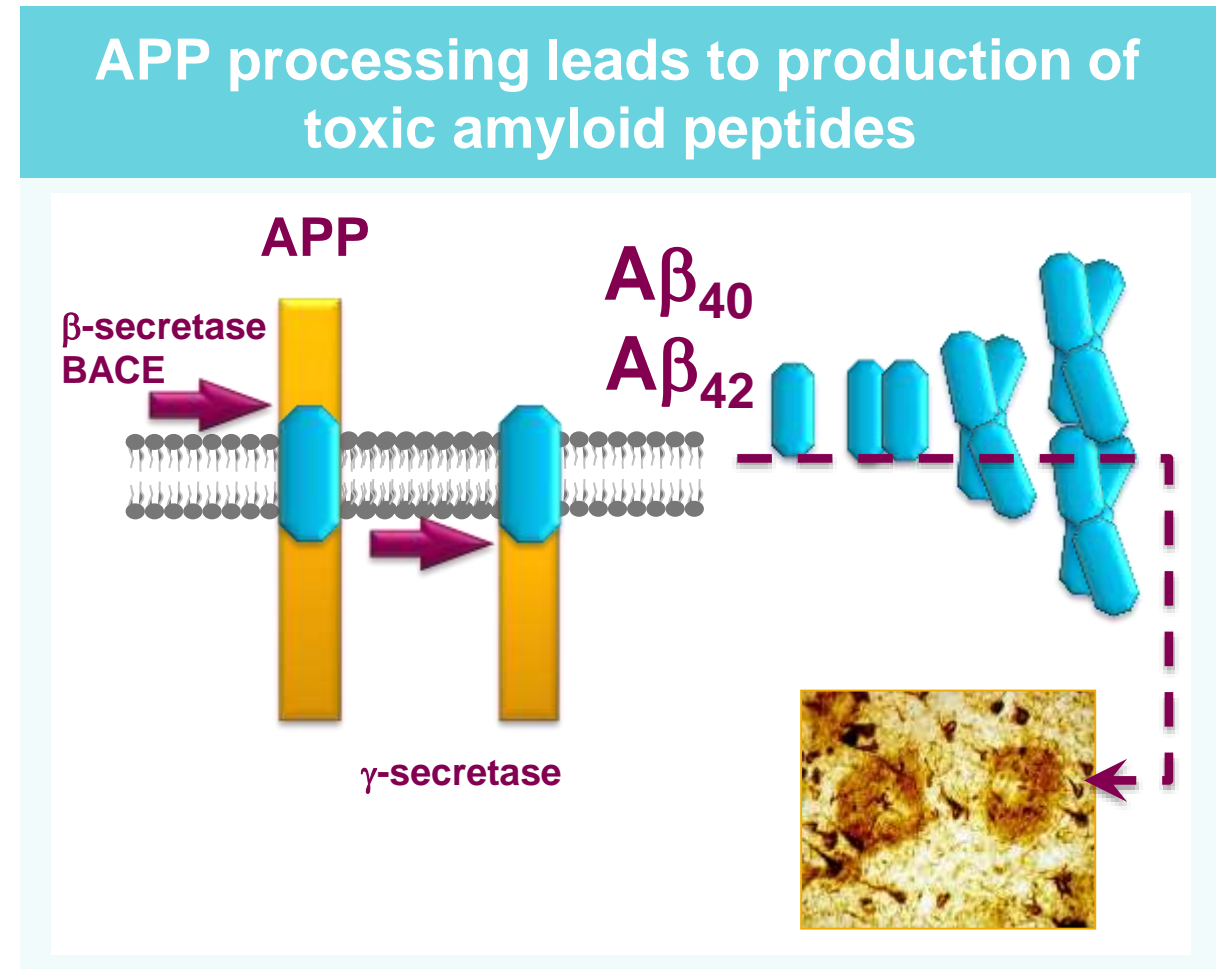 APP processing leads to production of
toxic amyloid peptides
APP
β-secretase
BACE
Aβ₄₀
Aβ₄₂
γ-secretase